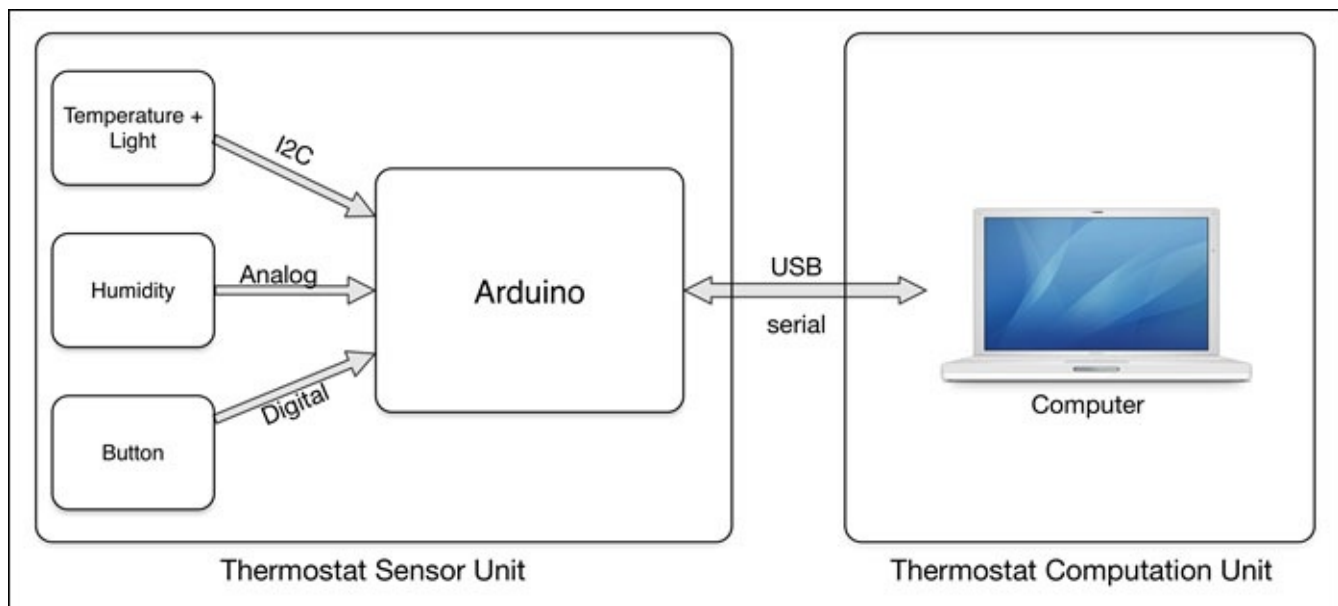 Temperature +
Light
I2C
Humidity
Analog
Button
Digital
Arduino
USB
serial
Computer
Thermostat Sensor Unit
Thermostat Computation Unit